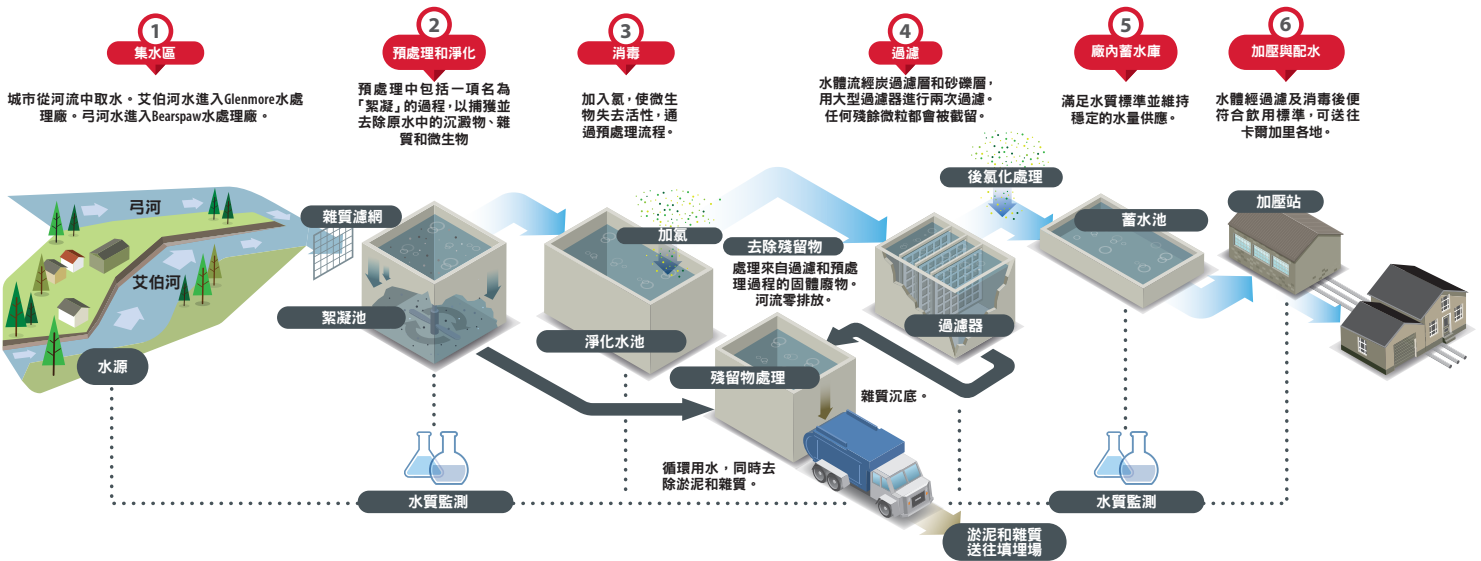 1
集水區
城市從河流中取水。艾伯河水進入Glenmore水處
理廠。弓河水進入Bearspaw水處理廠。
2
預處理和淨化
預處理中包括一項名為
「絮凝」的過程,以捕獲並
去除原水中的沉澱物、雜
質和微生物
3
消毒
加入氯,使微生
物失去活性,通
過預處理流程。
4
過濾
水體流經炭過濾層和砂礫層,
用大型過濾器進行兩次過濾。
任何殘餘微粒都會被截留。
5
廠內蓄水庫
滿足水質標準並維持
穩定的水量供應。
6
加壓與配水
水體經過濾及消毒後便
符合飲用標準,可送往
卡爾加里各地。
弓河
艾伯河
水源
雜質濾網
絮凝池
加氯
淨化水池
去除殘留物
處理來自過濾和預處
理過程的固體廢物。
河流零排放。
殘留物處理
雜質沉底。
過濾器
後氯化處理
蓄水池
加壓站
循環用水,同時去
除淤泥和雜質。
水質監測
水質監測
淤泥和雜質
送往填埋場